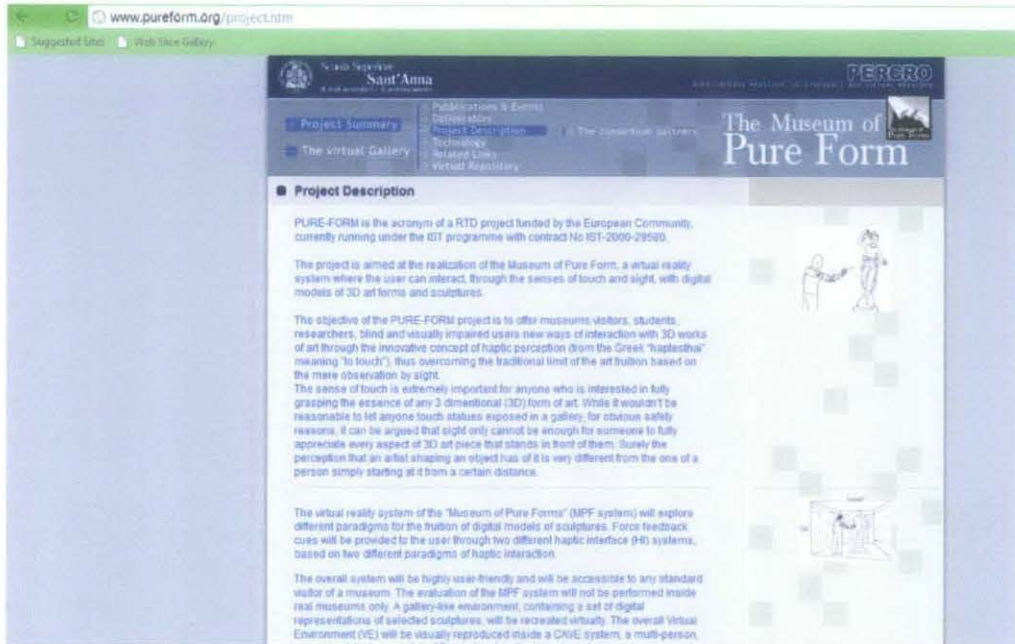 www.pureform.org/project.htm
Suggested Sites Web Slice Gallery
Scuola Superiore
Sant'Anna
PERCRO
Publications & Events
Deliverables
Project Summary
Project Description
The consortium partners
The Museum of
Pure Form
Technology
The virtual Gallery
Related Links
Virtual Repository
Project Description
PURE-FORM is the acronym of a RTD project funded by the European Community,
currently running under the IST programme with contract No IST-2000-29580.
The project is aimed at the realization of the Museum of Pure Form, a virtual reality
system where the user can interact, through the senses of touch and sight, with digital
models of 3D art forms and sculptures.
The objective of the PURE-FORM project is to offer museums visitors, students,
researchers, blind and visually impaired users new ways of interaction with 3D works
of art through the innovative concept of haptic perception (from the Greek "haptesthai"
meaning "to touch"), thus overcoming the traditional limit of the art fruition based on
the mere observation by sight.
The sense of touch is extremely important for anyone who is interested in fully
grasping the essence of any 3 dimentional (3D) form of art. While it wouldn't be
reasonable to let anyone touch statues exposed in a gallery, for obvious safety
reasons, it can be argued that sight only cannot be enough for someone to fully
appreciate every aspect of 3D art piece that stands in front of them. Surely the
perception that an artist shaping an object has of it is very different from the one of a
person simply starting at it from a certain distance.
The virtual reality system of the "Museum of Pure Forms" (MPF system) will explore
different paradigms for the fruition of digital models of sculptures. Force feedback
cues will be provided to the user through two different haptic interface (HI) systems,
based on two different paradigms of haptic interaction.
The overall system will be highly user-friendly and will be accessible to any standard
visitor of a museum. The evaluation of the MPF system will not be performed inside
real museums only. A gallery-like environment, containing a set of digital
representations of selected sculptures, will be recreated virtually. The overall Virtual
Environment (VE) will be visually reproduced inside a CAVE system, a multi-person,